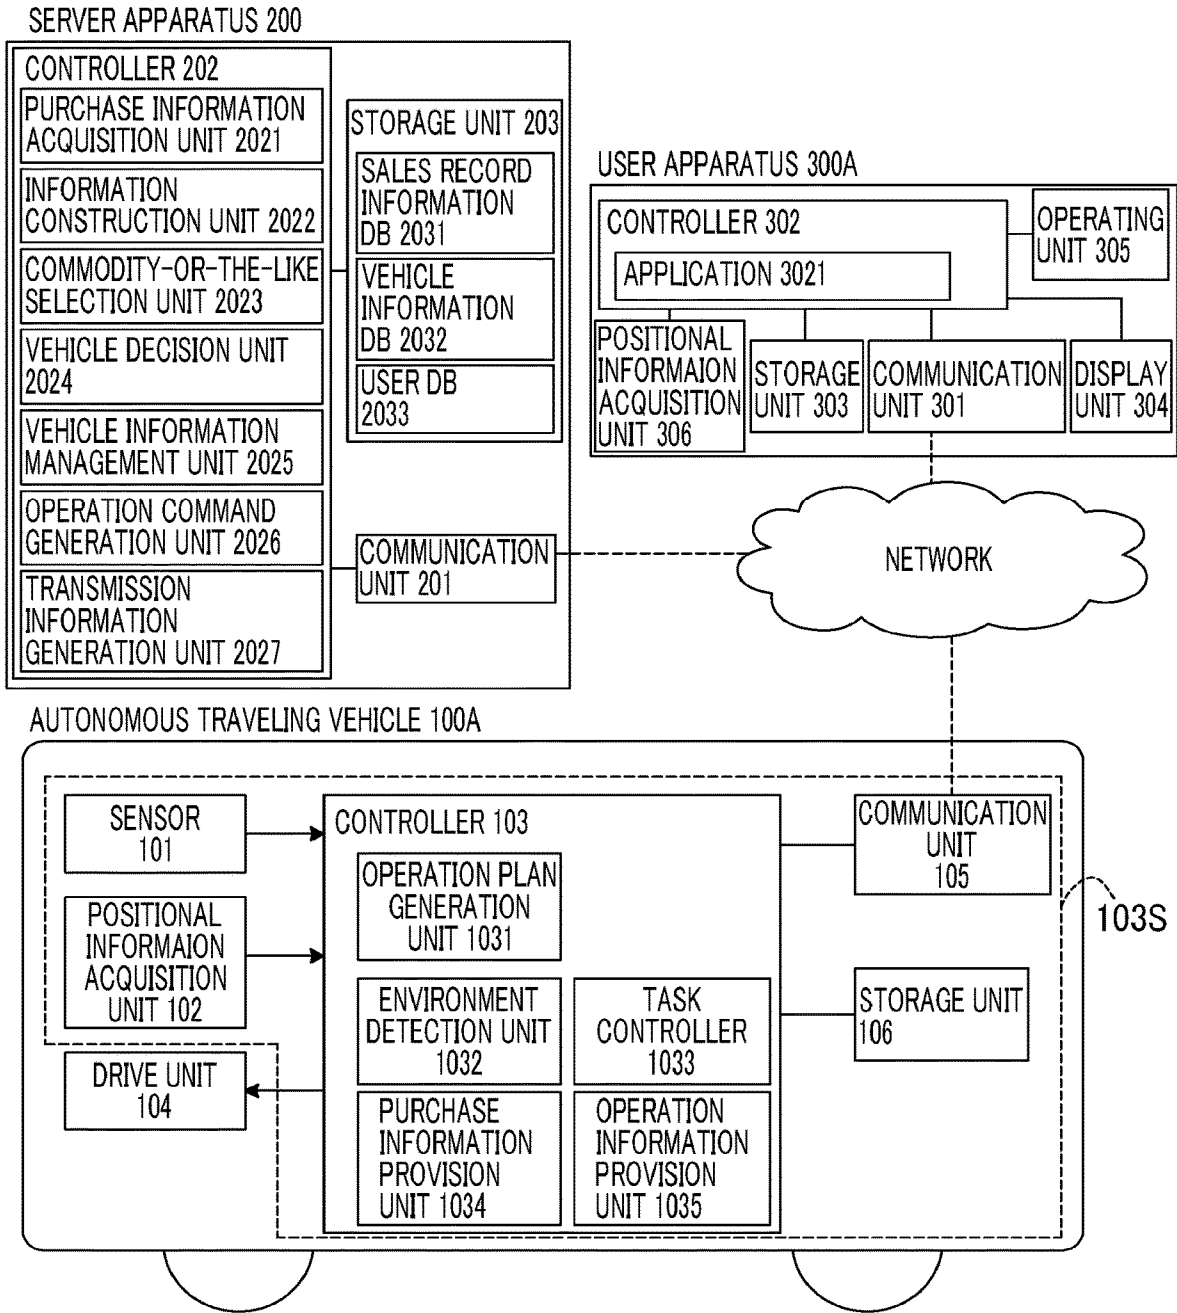 SERVER APPARATUS 200
CONTROLLER 202
PURCHASE INFORMATION
ACQUISITION UNIT 2021
INFORMATION
CONSTRUCTION UNIT 2022
COMMODITY-OR-THE-LIKE
SELECTION UNIT 2023
VEHICLE DECISION UNIT
2024
VEHICLE INFORMATION
MANAGEMENT UNIT 2025
OPERATION COMMAND
GENERATION UNIT 2026
TRANSMISSION
INFORMATION
GENERATION UNIT 2027
STORAGE UNIT 203
SALES RECORD
INFORMATION
DB 2031
VEHICLE
INFORMATION
DB 2032
USER DB
2033
COMMUNICATION
UNIT 201
USER APPARATUS 300A
CONTROLLER 302
APPLICATION 3021
OPERATING
UNIT 305
POSITIONAL
INFORMAION
ACQUISITION
UNIT 306
STORAGE
UNIT 303
COMMUNICATION
UNIT 301
DISPLAY
UNIT 304
NETWORK
AUTONOMOUS TRAVELING VEHICLE 100A
SENSOR
101
POSITIONAL
INFORMAION
ACQUISITION
UNIT 102
DRIVE UNIT
104
CONTROLLER 103
OPERATION PLAN
GENERATION
UNIT 1031
ENVIRONMENT
DETECTION UNIT
1032
TASK
CONTROLLER
1033
PURCHASE
INFORMATION
PROVISION
UNIT 1034
OPERATION
INFORMATION
PROVISION
UNIT 1035
COMMUNICATION
UNIT
105
103S
STORAGE UNIT
106